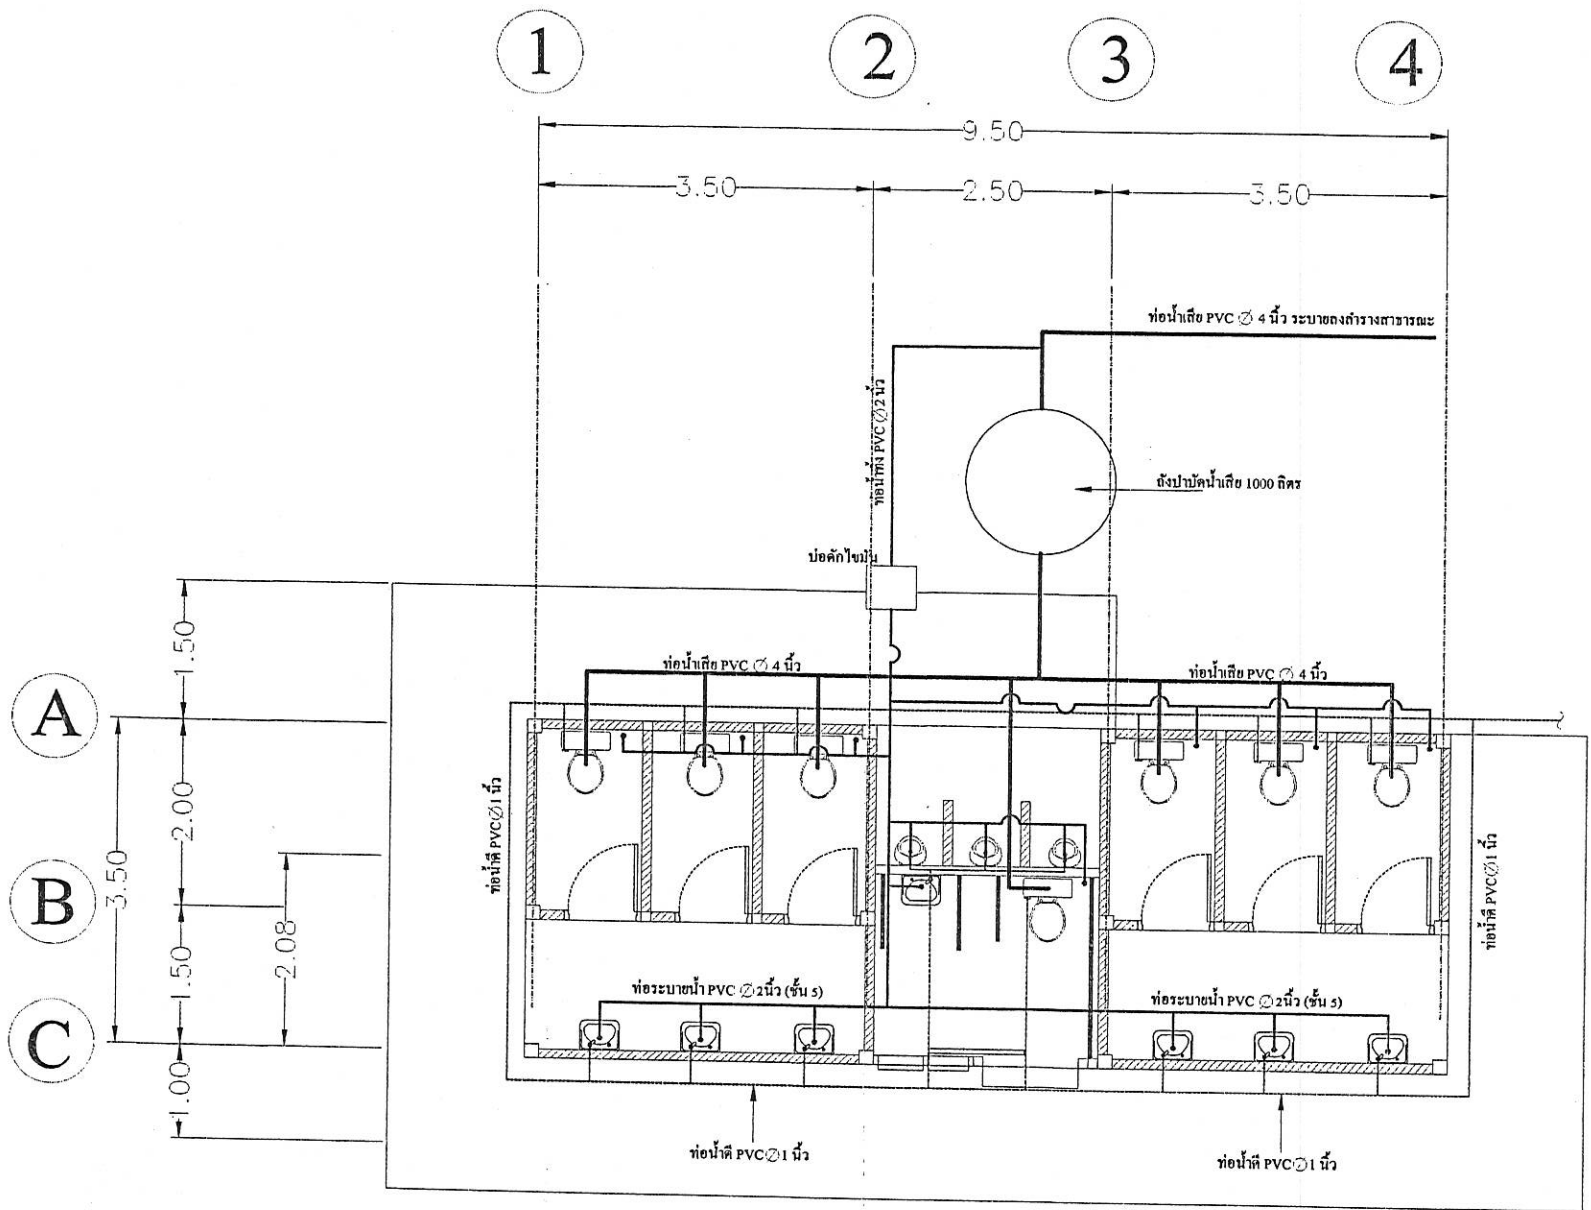 1
2
3
4
9.50
3.50
2.50
3.50
ท่อน้ำเสีย PVC ∅ 4 นิ้ว ระบายลงลำรางสาธารณะ
ท่อน้ำทิ้ง PVC ∅ 2 นิ้ว
ถังบำบัดน้ำเสีย 1000 ลิตร
บ่อดักไขมัน
1.50
ท่อน้ำเสีย PVC ∅ 4 นิ้ว
ท่อน้ำเสีย PVC ∅ 4 นิ้ว
A
2.00
3.50
ท่อน้ำดี PVC∅1 นิ้ว
ท่อน้ำดี PVC∅1 นิ้ว
B
1.50
2.08
ท่อระบายน้ำ PVC ∅2นิ้ว (ชั้น 5)
ท่อระบายน้ำ PVC ∅2นิ้ว (ชั้น 5)
C
1.00
ท่อน้ำดี PVC∅1 นิ้ว
ท่อน้ำดี PVC∅1 นิ้ว